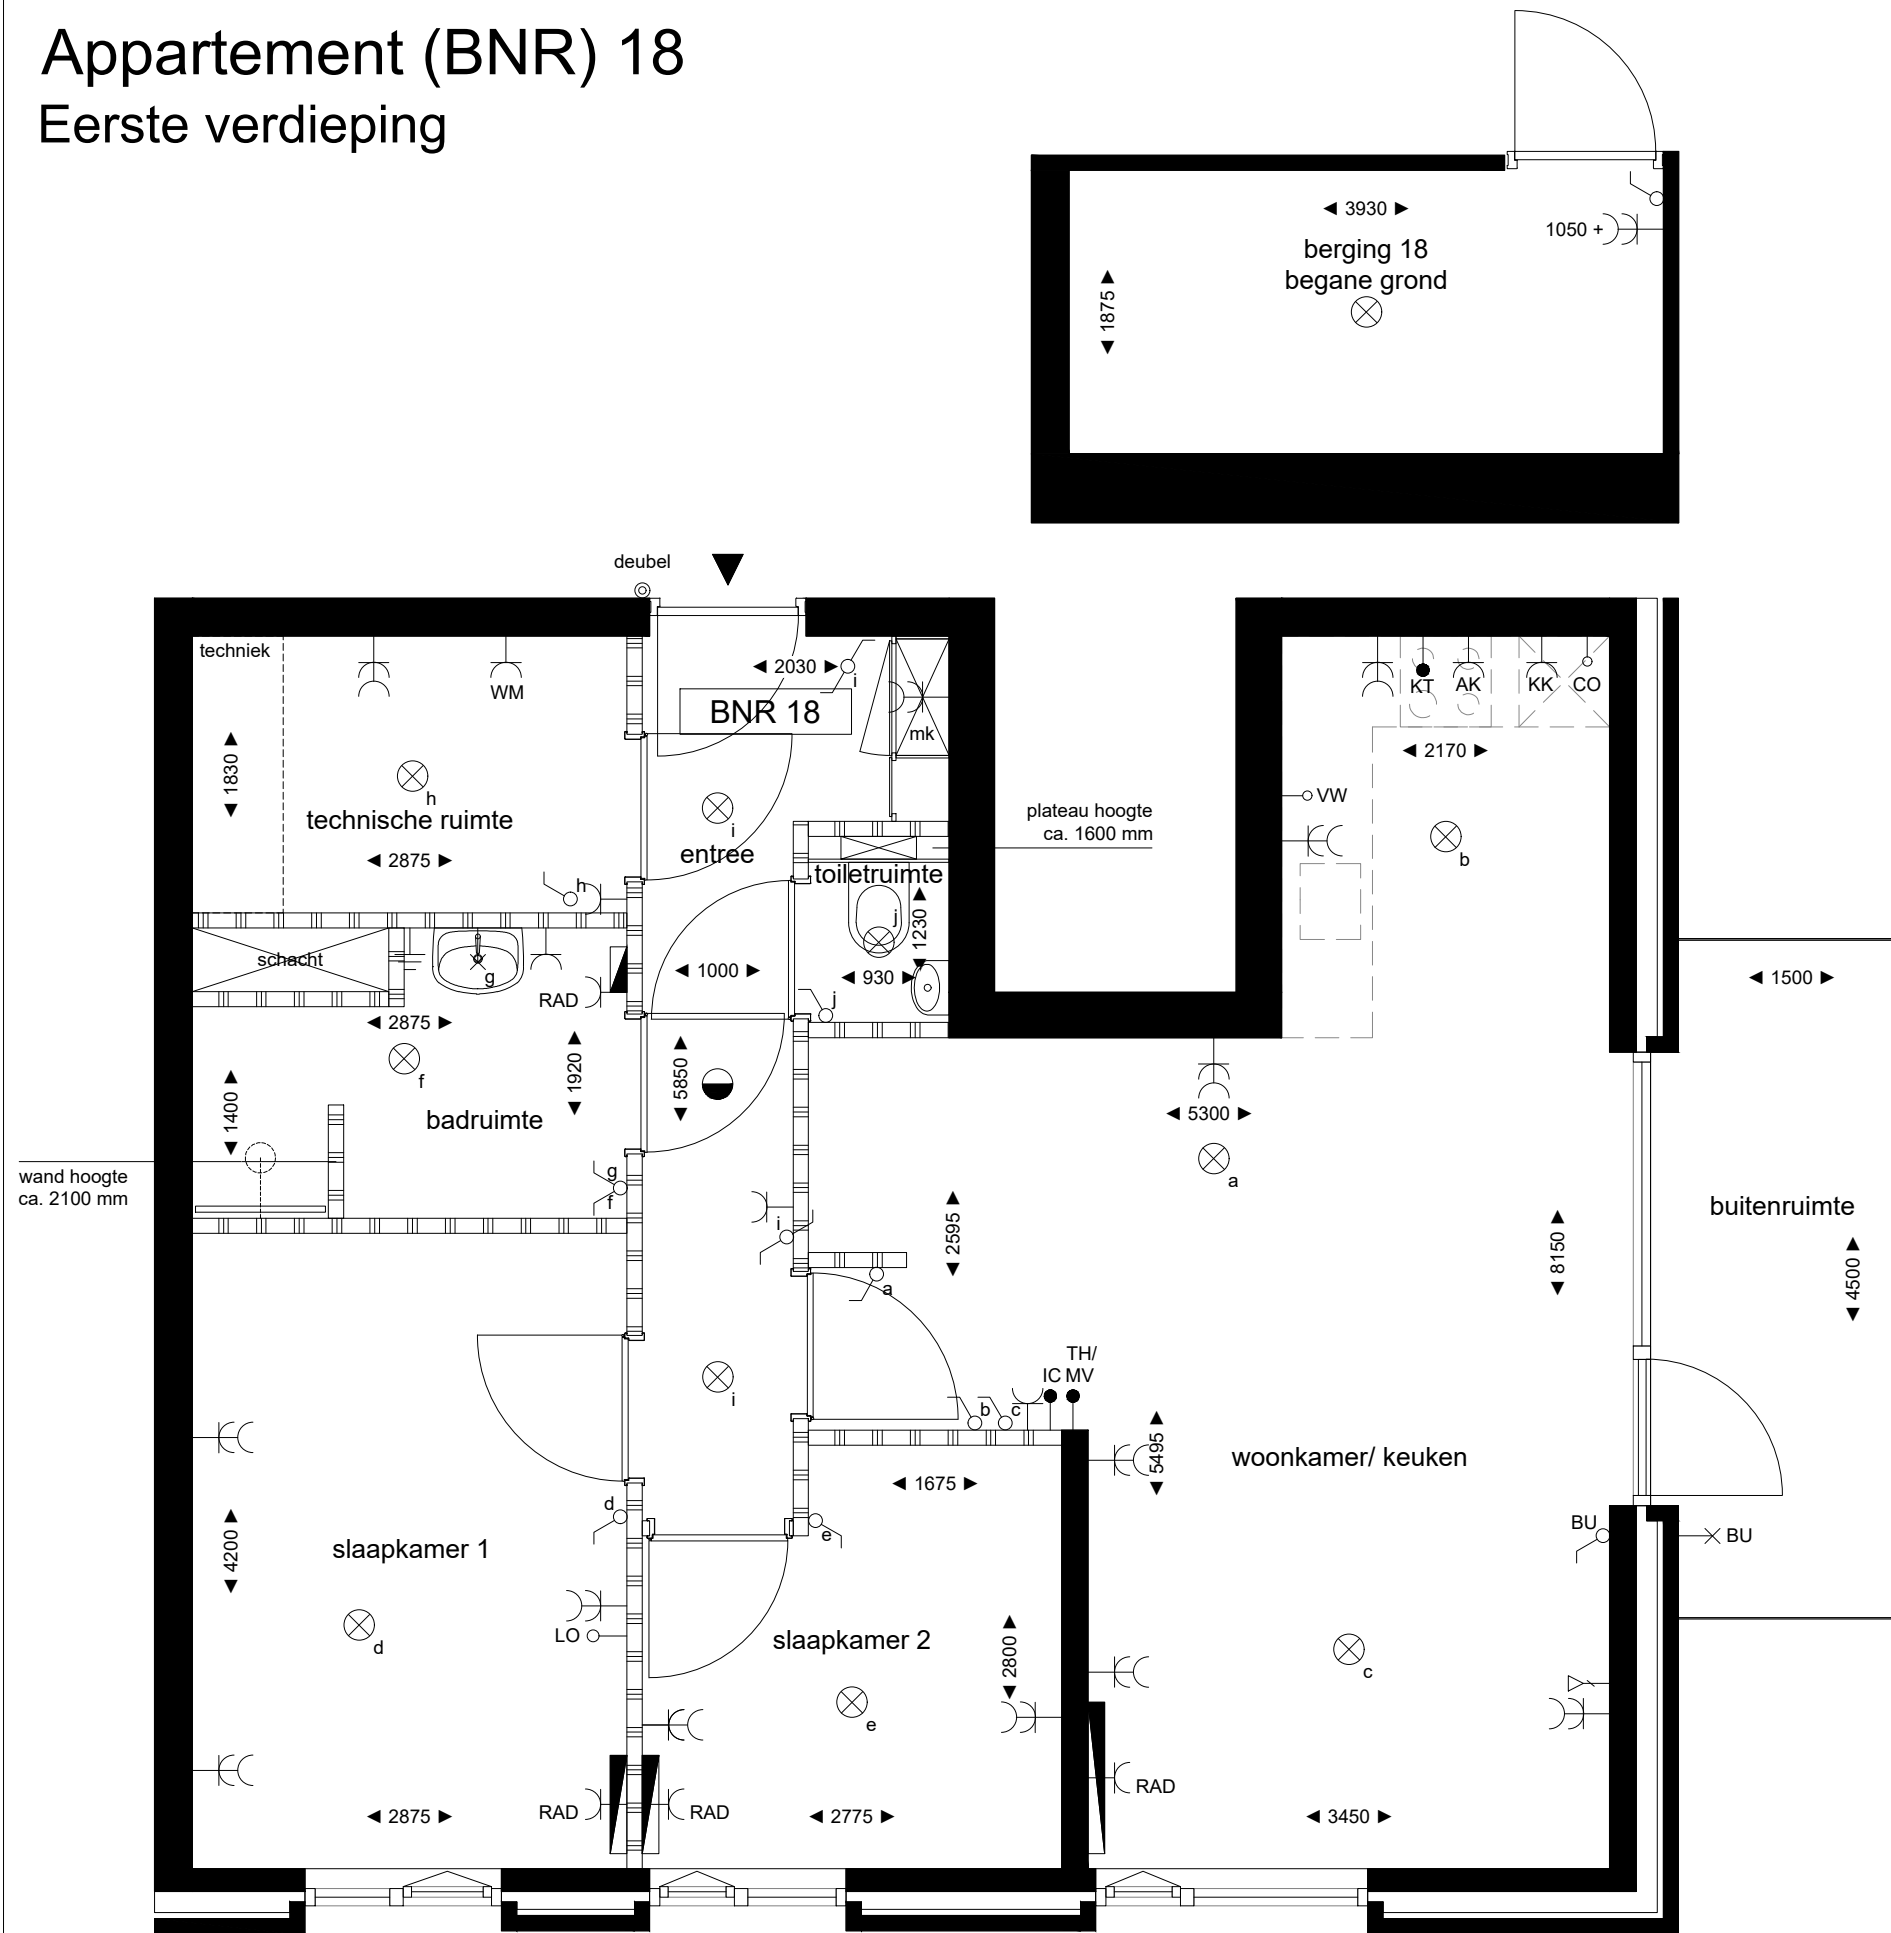 Appartement (BNR) 18
Eerste verdieping
3930
1050 +
berging 18
begane grond
1875
deubel
techniek
WM
2030
i
BNR 18
mk
KT
AK
KK
CO
2170
1830
h
technische ruimte
2875
h
i
entree
toiletruimte
plateau hoogte
ca. 1600 mm
VW
b
schacht
g
RAD
1000
j
1230
930
j
1500
2875
f
1920
1400
badruimte
5850
5300
a
wand hoogte
ca. 2100 mm
g
f
i
2595
a
8150
buitenruimte
4500
i
TH/
IC
MV
b
c
5495
woonkamer/ keuken
1675
d
e
BU
BU
4200
slaapkamer 1
d
LO
slaapkamer 2
2800
e
c
RAD
RAD
RAD
2875
2775
3450